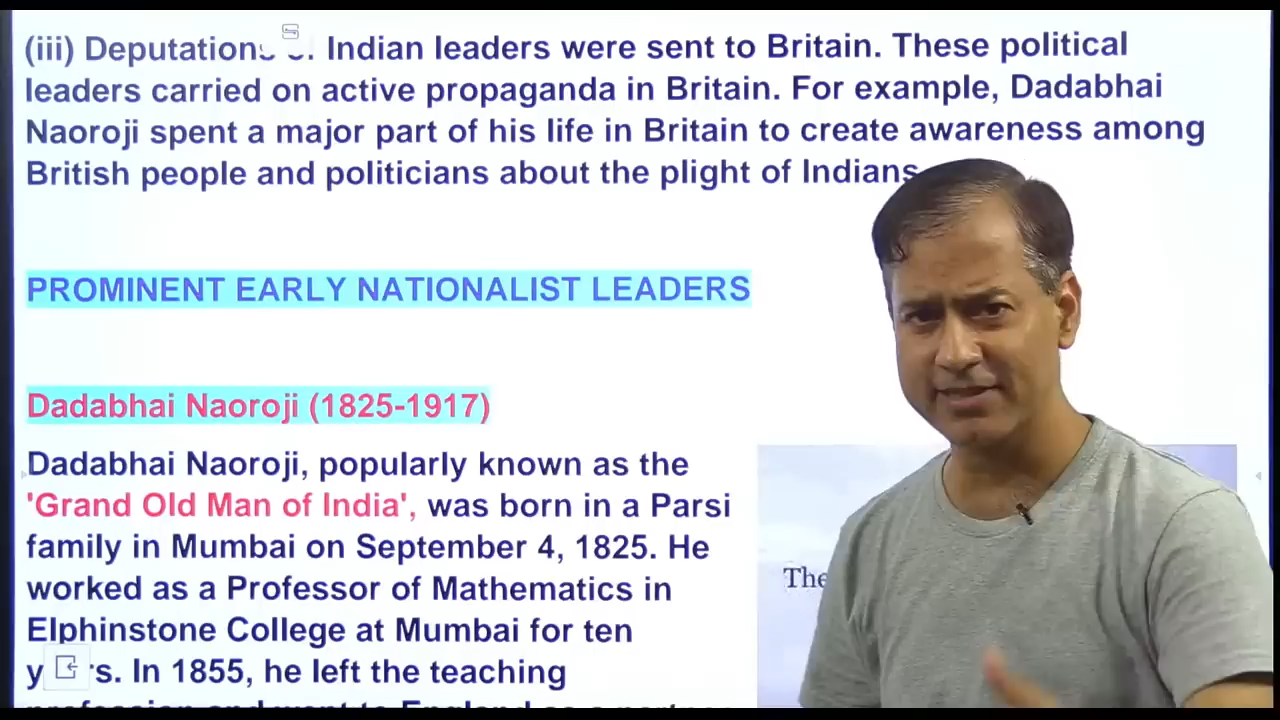 (iii) Deputations Indian leaders were sent to Britain. These political
leaders carried on active propaganda in Britain. For example, Dadabhai
Naoroji spent a major part of his life in Britain to create awareness among
British people and politicians about the plight of Indians
PROMINENT EARLY NATIONALIST LEADERS
Dadabhai Naoroji (1825-1917)
Dadabhai Naoroji, popularly known as the
'Grand Old Man of India', was born in a Parsi
family in Mumbai on September 4, 1825. He
worked as a Professor of Mathematics in
Elphinstone College at Mumbai for ten
The
In 1855, he left the teaching